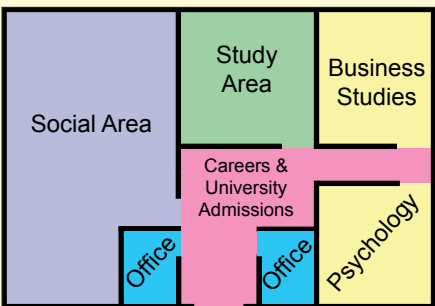 Social Area
Study
Area
Business
Studies
Careers &
University
Admissions
Office
Office
Psychology